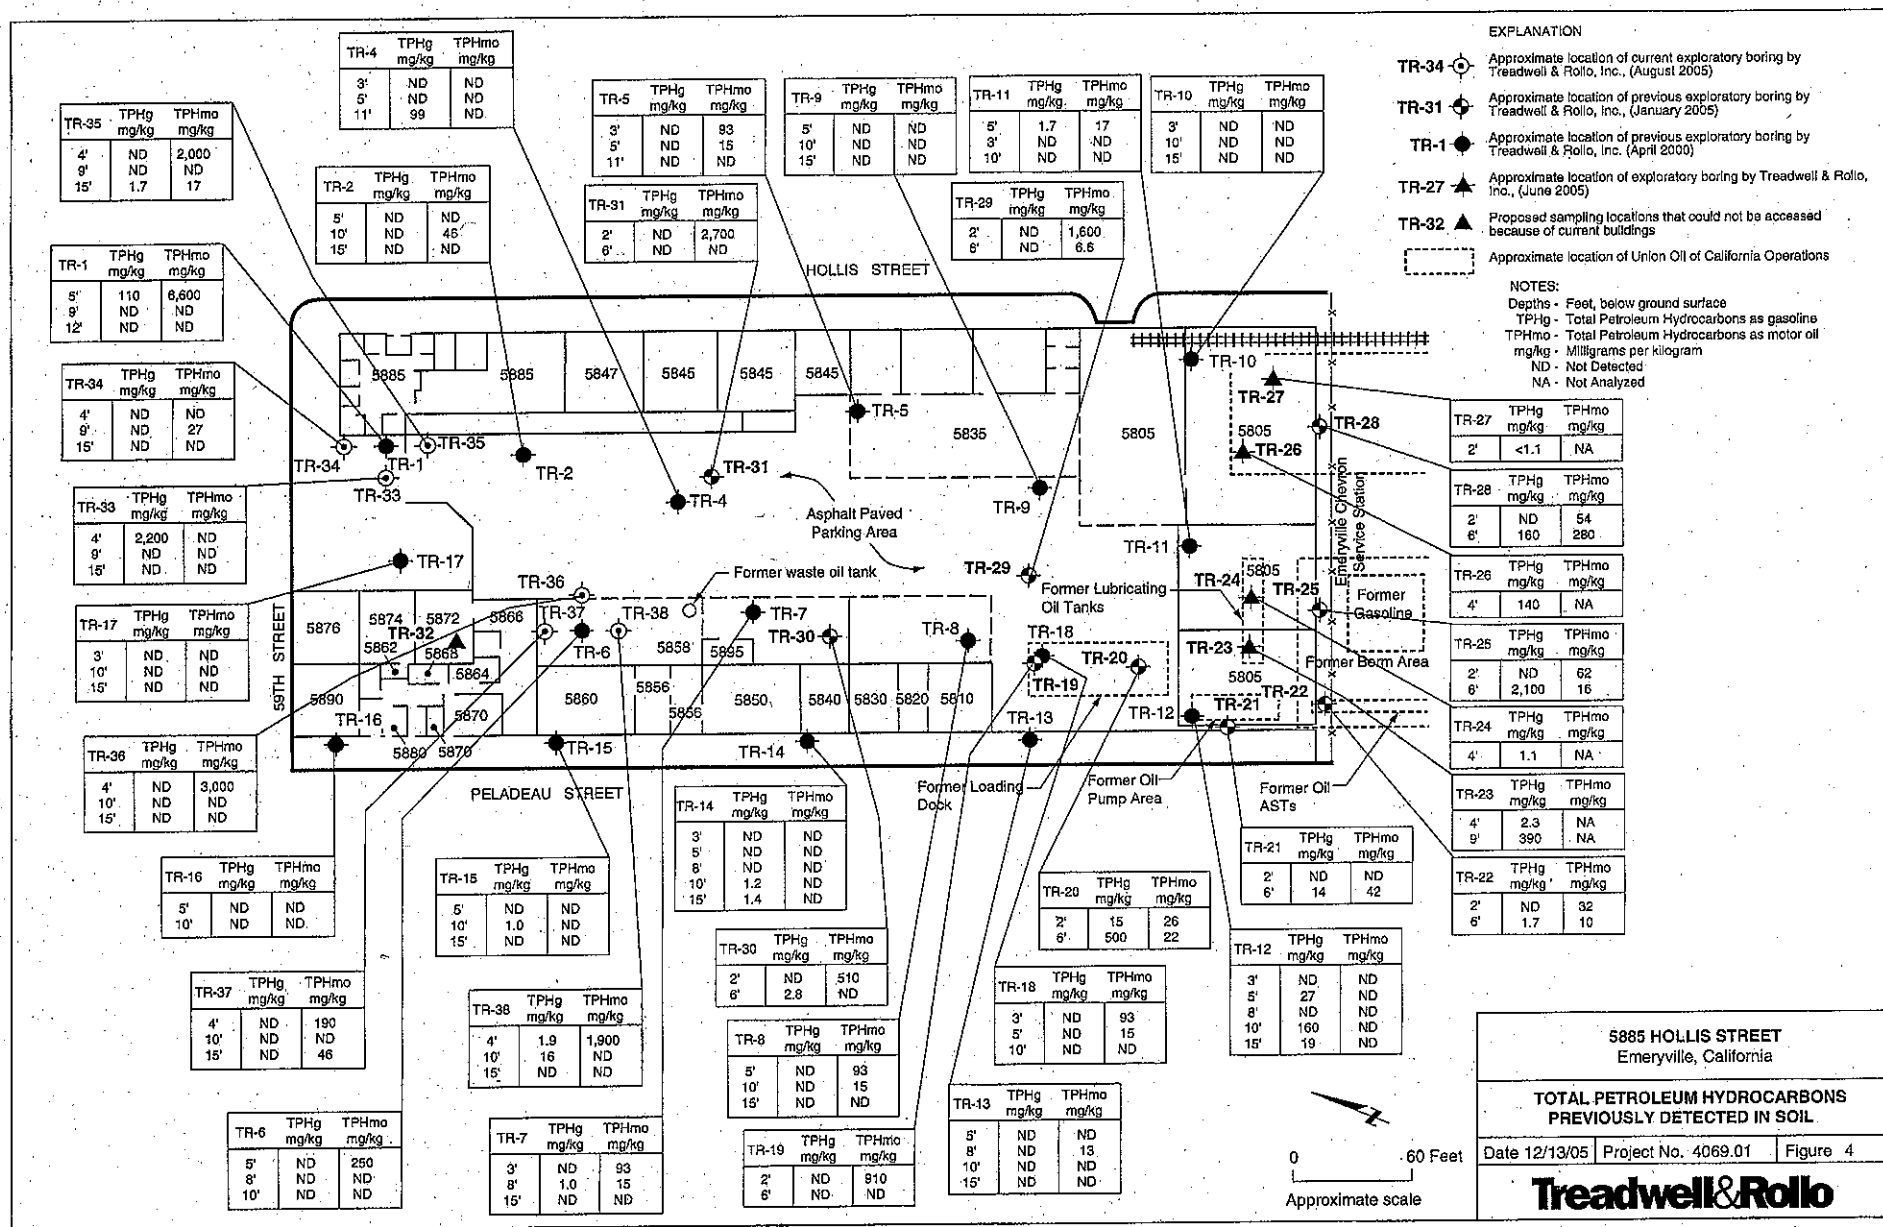 EXPLANATION
TR-34 Approximate location of current exploratory boring by
Treadwell & Rollo, Inc., (August 2005)
TR-31 Approximate location of previous exploratory boring by
Treadwell & Rollo, Inc., (January 2005)
TR-1 Approximate location of previous exploratory boring by
Treadwell & Rollo, Inc. (April 2000)
TR-27 Approximate location of exploratory boring by Treadwell & Rollo,
Inc., (June 2005)
TR-32 Proposed sampling locations that could not be accessed
because of current buildings
Approximate location of Union Oil of California Operations
NOTES:
Depths - Feet, below ground surface
TPHg - Total Petroleum Hydrocarbons as gasoline
TPHmo - Total Petroleum Hydrocarbons as motor oil
mg/kg - Milligrams per kilogram
ND - Not Detected
NA - Not Analyzed
TR-4 TPHg mg/kg TPHmo mg/kg
3' ND ND
5' ND ND
11' 99 ND
TR-35 TPHg mg/kg TPHmo mg/kg
4' ND 2,000
9' ND ND
15' 1.7 17
TR-2 TPHg mg/kg TPHmo mg/kg
5' ND ND
10' ND 46
15' ND ND
TR-5 TPHg mg/kg TPHmo mg/kg
3' ND 93
5' ND 15
11' ND ND
TR-31 TPHg mg/kg TPHmo mg/kg
2' ND 2,700
6' ND ND
TR-9 TPHg mg/kg TPHmo mg/kg
5' ND ND
10' ND ND
15' ND ND
TR-11 TPHg mg/kg TPHmo mg/kg
5' 1.7 17
3' ND ND
10' ND ND
TR-10 TPHg mg/kg TPHmo mg/kg
3' ND ND
10' ND ND
15' ND ND
TR-29 TPHg mg/kg TPHmo mg/kg
2' ND 1,600
6' ND 6.6
TR-1 TPHg mg/kg TPHmo mg/kg
5' 110 6,600
9' ND ND
12' ND ND
TR-34 TPHg mg/kg TPHmo mg/kg
4' ND ND
9' ND 27
15' ND ND
TR-33 TPHg mg/kg TPHmo mg/kg
4' 2,200 ND
9' ND ND
15' ND ND
TR-17 TPHg mg/kg TPHmo mg/kg
3' ND ND
10' ND ND
15' ND ND
TR-36 TPHg mg/kg TPHmo mg/kg
4' ND 3,000
10' ND ND
15' ND ND
HOLLIS STREET
5885
5885
5847
5845
5845
5845
5835
5805
5805
TR-10
TR-27
TR-28
TR-26
TR-5
TR-34
TR-1
TR-35
TR-33
TR-2
TR-4
TR-31
TR-9
Asphalt Paved
Parking Area
Emeryville Chevron
Service Station
TR-17
TR-36
TR-37
TR-38
Former waste oil tank
TR-29
TR-11
Former Lubricating
Oil Tanks
TR-24
5805
TR-25
Former
Gasoline
59TH STREET
5876
5874
5872
5866
TR-32
5862
5868
5864
5890
TR-16
5880
5870
5870
TR-6
5858
5895
TR-7
TR-30
TR-8
TR-18
TR-19
TR-20
TR-23
5805
Former Berm Area
TR-22
TR-21
TR-12
TR-13
5860
5856
5856
5850
5840
5830
5820
5810
TR-15
TR-14
PELADEAU STREET
Former Loading
Dock
Former Oil
Pump Area
Former Oil
ASTs
TR-27 TPHg mg/kg TPHmo mg/kg
2' <1.1 NA
TR-28 TPHg mg/kg TPHmo mg/kg
2' ND 54
6' 160 280
TR-26 TPHg mg/kg TPHmo mg/kg
4' 140 NA
TR-25 TPHg mg/kg TPHmo mg/kg
2' ND 62
6' 2,100 16
TR-24 TPHg mg/kg TPHmo mg/kg
4' 1.1 NA
TR-23 TPHg mg/kg TPHmo mg/kg
4' 2.3 NA
9' 390 NA
TR-22 TPHg mg/kg TPHmo mg/kg
2' ND 32
6' 1.7 10
TR-21 TPHg mg/kg TPHmo mg/kg
2' ND ND
6' 14 42
TR-12 TPHg mg/kg TPHmo mg/kg
3' ND ND
5' 27 ND
8' ND ND
10' 160 ND
15' 19 ND
TR-20 TPHg mg/kg TPHmo mg/kg
2' 15 26
6' 500 22
TR-18 TPHg mg/kg TPHmo mg/kg
3' ND 93
5' ND 15
10' ND ND
TR-13 TPHg mg/kg TPHmo mg/kg
5' ND ND
8' ND 13
10' ND ND
15' ND ND
TR-14 TPHg mg/kg TPHmo mg/kg
3' ND ND
5' ND ND
8' ND ND
10' 1.2 ND
15' 1.4 ND
TR-30 TPHg mg/kg TPHmo mg/kg
2' ND 510
6' 2.8 ND
TR-8 TPHg mg/kg TPHmo mg/kg
5' ND 93
10' ND 15
15' ND ND
TR-19 TPHg mg/kg TPHmo mg/kg
2' ND 910
6' ND ND
TR-16 TPHg mg/kg TPHmo mg/kg
5' ND ND
10' ND ND
TR-15 TPHg mg/kg TPHmo mg/kg
5' ND ND
10' 1.0 ND
15' ND ND
TR-37 TPHg mg/kg TPHmo mg/kg
4' ND 190
10' ND ND
15' ND 46
TR-38 TPHg mg/kg TPHmo mg/kg
4' 1.9 1,900
10' 16 ND
15' ND ND
TR-6 TPHg mg/kg TPHmo mg/kg
5' ND 250
8' ND ND
10' ND ND
TR-7 TPHg mg/kg TPHmo mg/kg
3' ND 93
8' 1.0 15
15' ND ND
0 60 Feet
Approximate scale
5885 HOLLIS STREET
Emeryville, California
TOTAL PETROLEUM HYDROCARBONS
PREVIOUSLY DETECTED IN SOIL
Date 12/13/05 Project No. 4069.01 Figure 4
Treadwell&Rollo